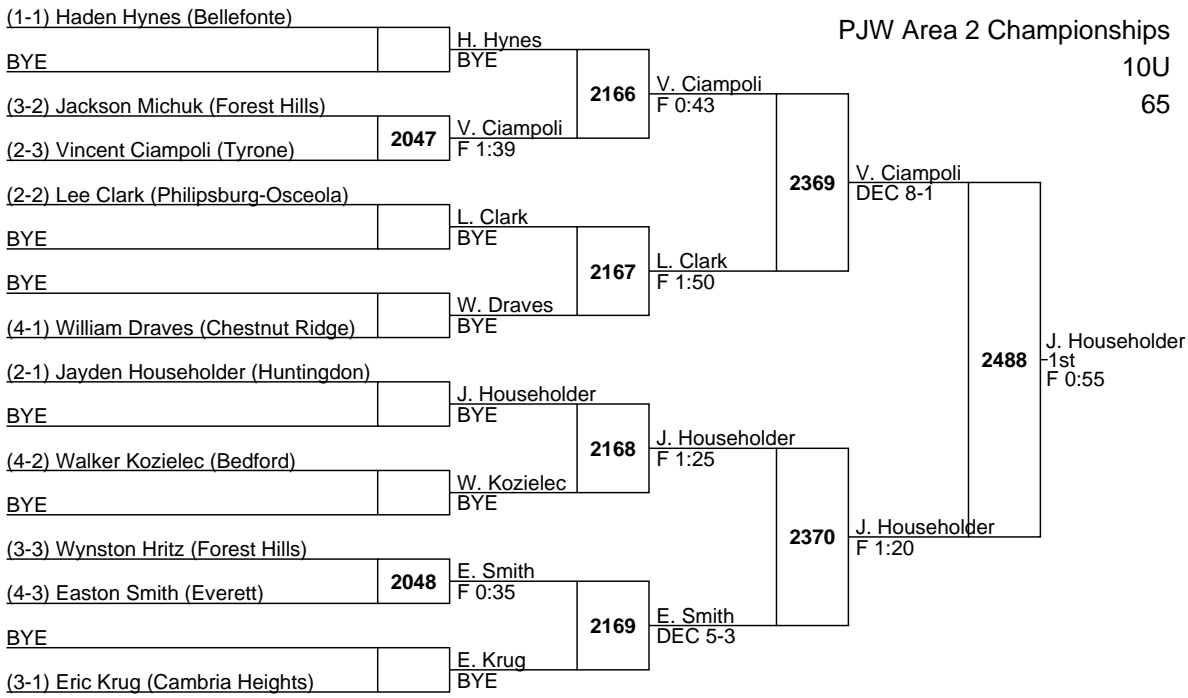 PJW Area 2 Championships
10U
65
(1-1) Haden Hynes (Bellefonte)
BYE
(3-2) Jackson Michuk (Forest Hills)
(2-3) Vincent Ciampoli (Tyrone)
(2-2) Lee Clark (Philipsburg-Osceola)
BYE
BYE
(4-1) William Draves (Chestnut Ridge)
(2-1) Jayden Householder (Huntingdon)
BYE
(4-2) Walker Kozielec (Bedford)
BYE
(3-3) Wynston Hritz (Forest Hills)
(4-3) Easton Smith (Everett)
BYE
(3-1) Eric Krug (Cambria Heights)
2047
2048
H. Hynes
BYE
V. Ciampoli
F 1:39
L. Clark
BYE
W. Draves
BYE
J. Householder
BYE
W. Kozielec
BYE
E. Smith
F 0:35
E. Krug
BYE
2166
2167
2168
2169
V. Ciampoli
F 0:43
L. Clark
F 1:50
J. Householder
F 1:25
E. Smith
DEC 5-3
2369
2370
V. Ciampoli
DEC 8-1
J. Householder
F 1:20
2488
J. Householder
1st
F 0:55